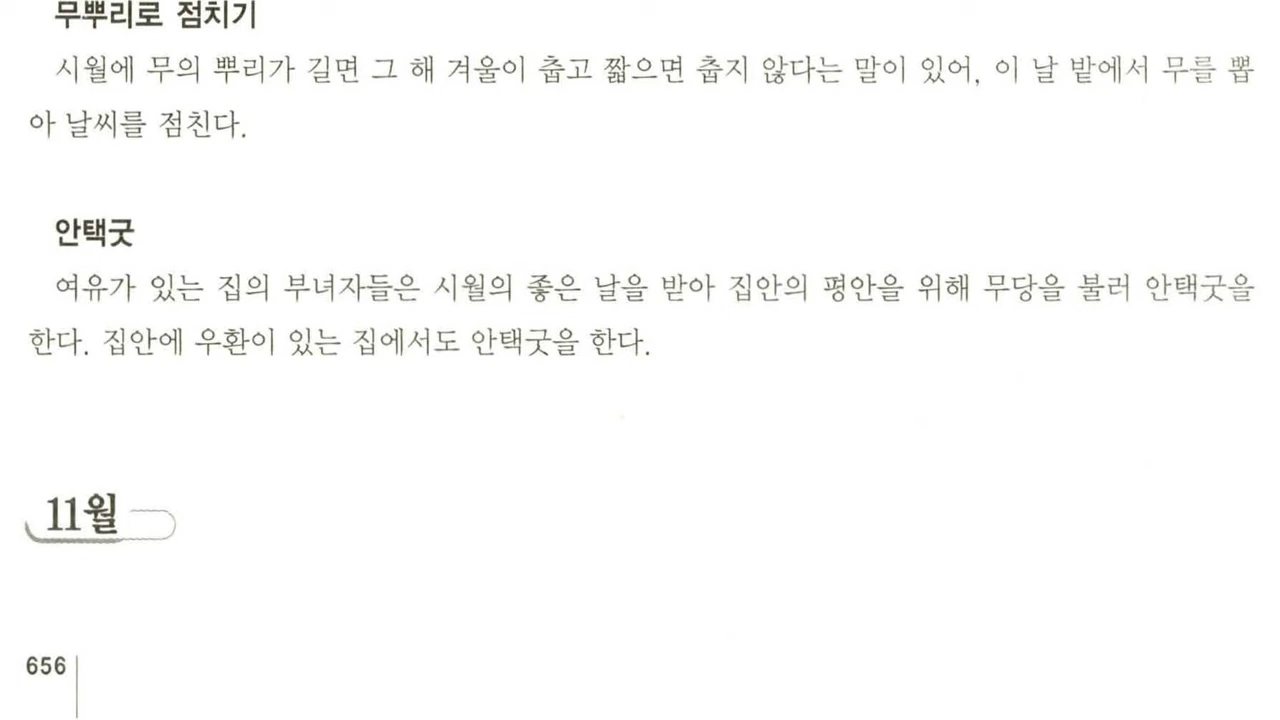 무뿌리로 점치기
시월에 무의 뿌리가 길면 그 해 겨울이 춥고 짧으면 춥지 않다는 말이 있어, 이 날 밭에서 무를 뽑
아 날씨를 점친다.
안택굿
여유가 있는 집의 부녀자들은 시월의 좋은 날을 받아 집안의 평안을 위해 무당을 불러 안택굿을
한다. 집안에 우환이 있는 집에서도 안택굿을 한다.
11월
656